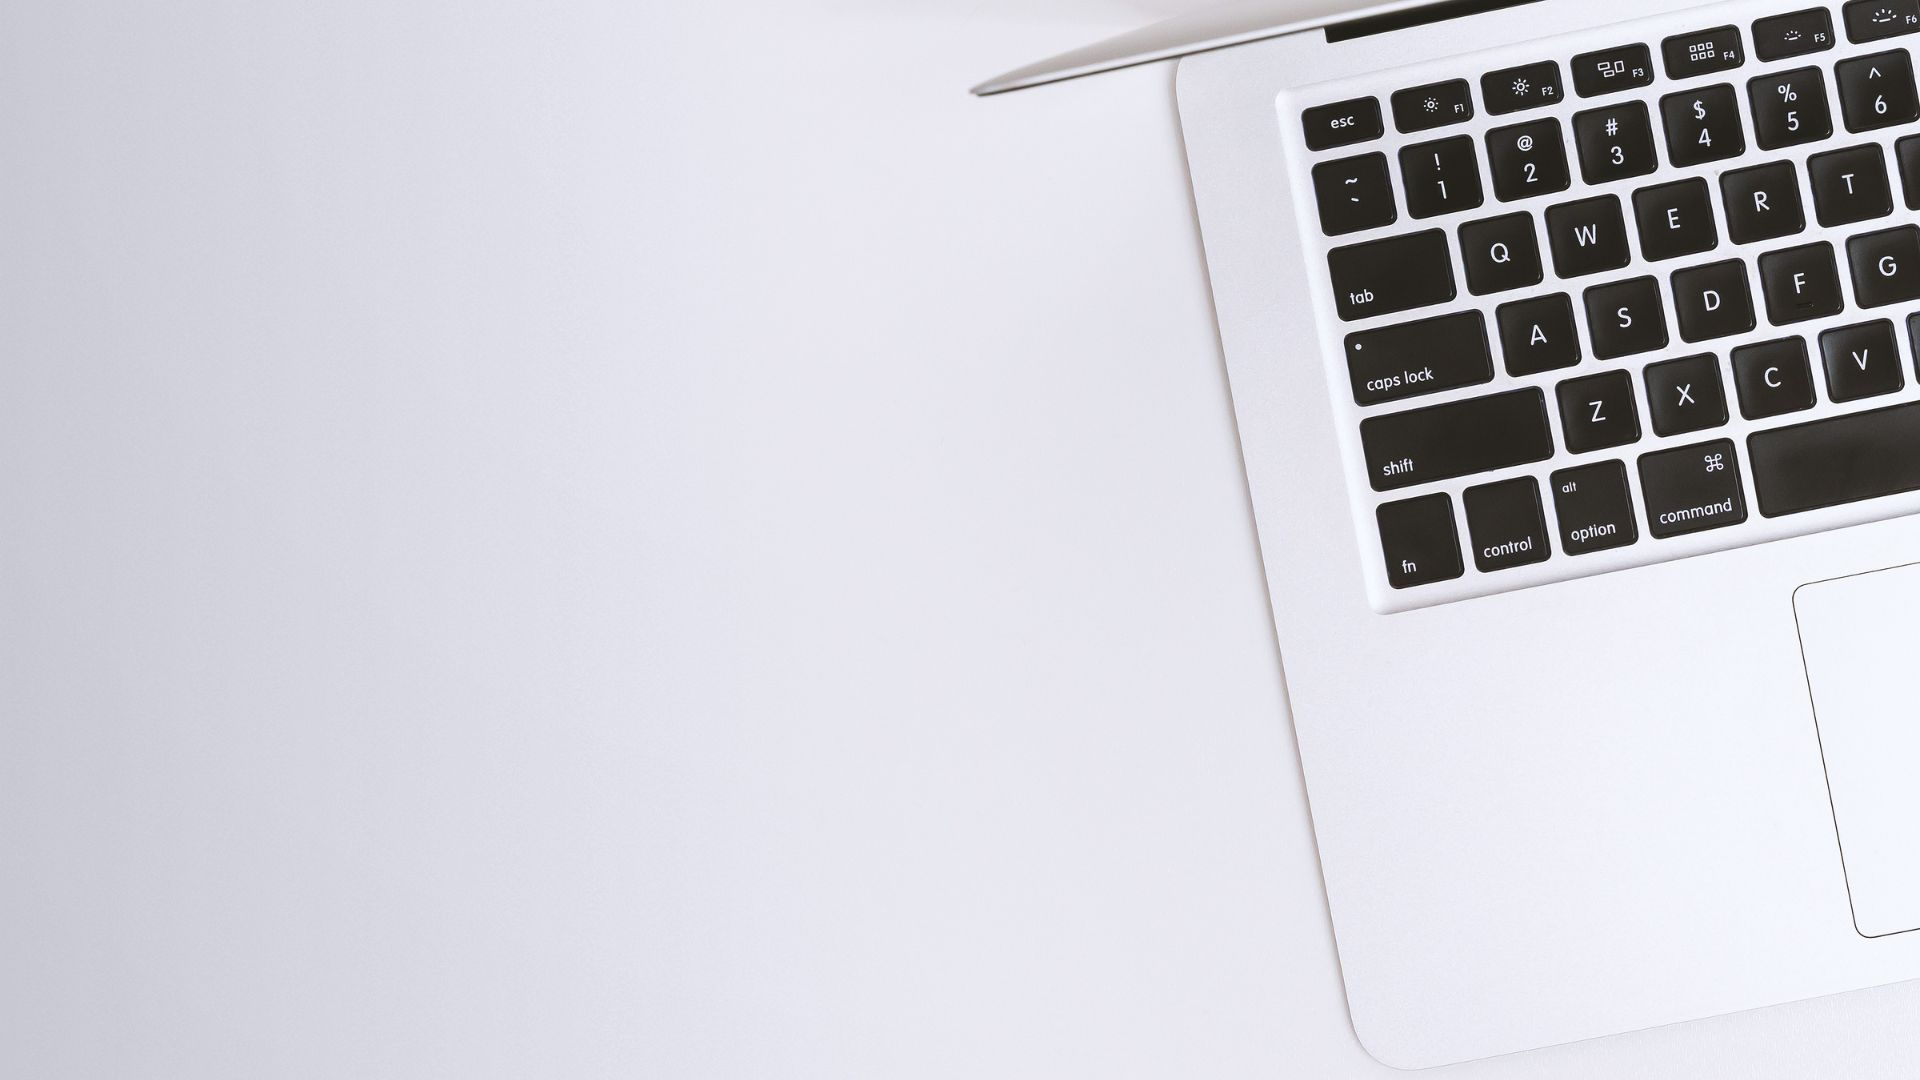 esc F1 F2 F3 F4 F5 F6
~ ! @ # $ % ^
` 1 2 3 4 5 6
tab Q W E R T
caps lock A S D F G
shift Z X C V
alt ⌘
fn control option command